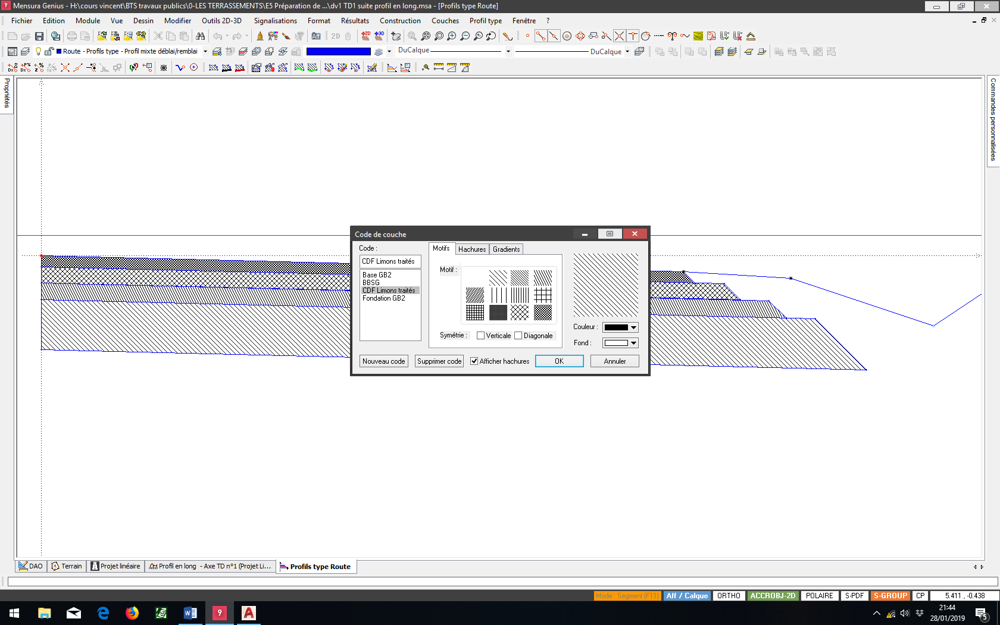 Mensura Genius - H:\cours vincent\BTS travaux publics\0-LES TERRASSEMENTS\E5 Préparation de ...\dv1 TD1 suite profil en long.msa - [Profils type Route]
Fichier Edition Module Vue Dessin Modifier Outils 2D-3D Signalisations Format Résultats Construction Couches Profil type Fenêtre ?
Aff 2D
Route - Profils type - Profil mixte déblai/remblai DuCalque DuCalque
Propriétés
Commandes personnalisées
Code de couche
Code :
CDF Limons traités
Base GB2
BBSG
CDF Limons traités
Fondation GB2
Motifs Hachures Gradients
Motif :
Symétrie : Verticale Diagonale
Couleur :
Fond :
Nouveau code Supprimer code Afficher hachures OK Annuler
DAO Terrain Projet linéaire Profil en long - Axe TD n°1 (Projet Li... Profils type Route
Mode : Segment (F11) Aff / Calque ORTHO ACCROBJ-2D POLAIRE S-PDF S-GROUP CP 5.411 , -0.438
21:44
28/01/2019
5